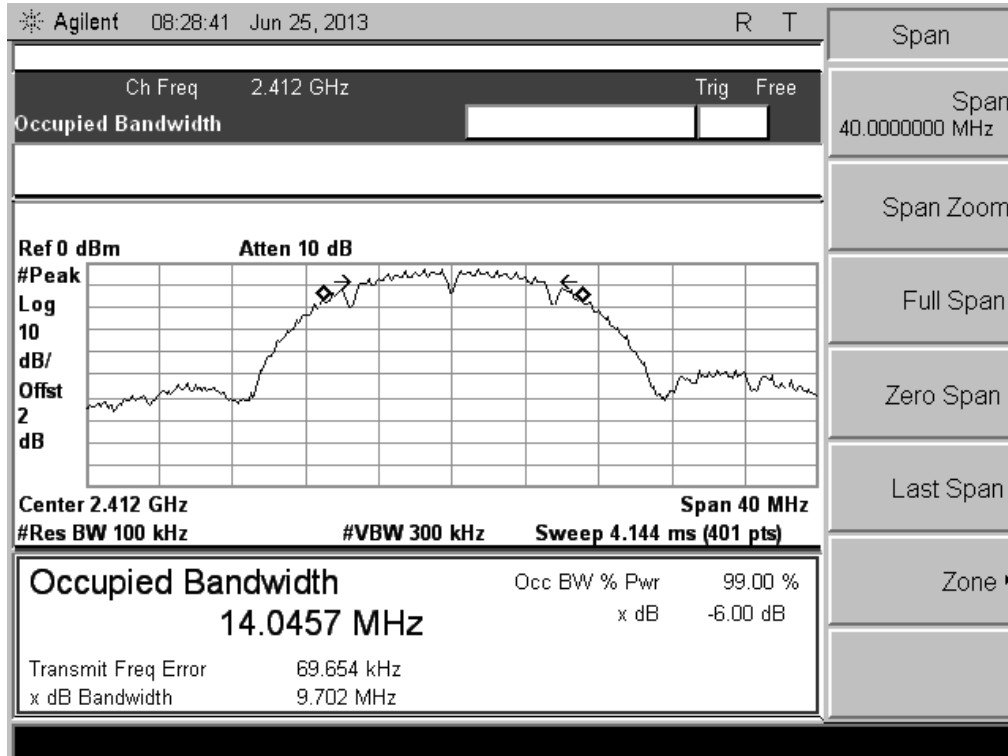 Agilent 08:28:41 Jun 25, 2013 R T
Span
Ch Freq 2.412 GHz Trig Free
Occupied Bandwidth
Span
40.0000000 MHz
Span Zoom
Full Span
Zero Span
Last Span
Zone
Ref 0 dBm Atten 10 dB
#Peak
Log
10
dB/
Offst
2
dB
Center 2.412 GHz Span 40 MHz
#Res BW 100 kHz #VBW 300 kHz Sweep 4.144 ms (401 pts)
Occupied Bandwidth Occ BW % Pwr 99.00 %
14.0457 MHz x dB -6.00 dB
Transmit Freq Error 69.654 kHz
x dB Bandwidth 9.702 MHz